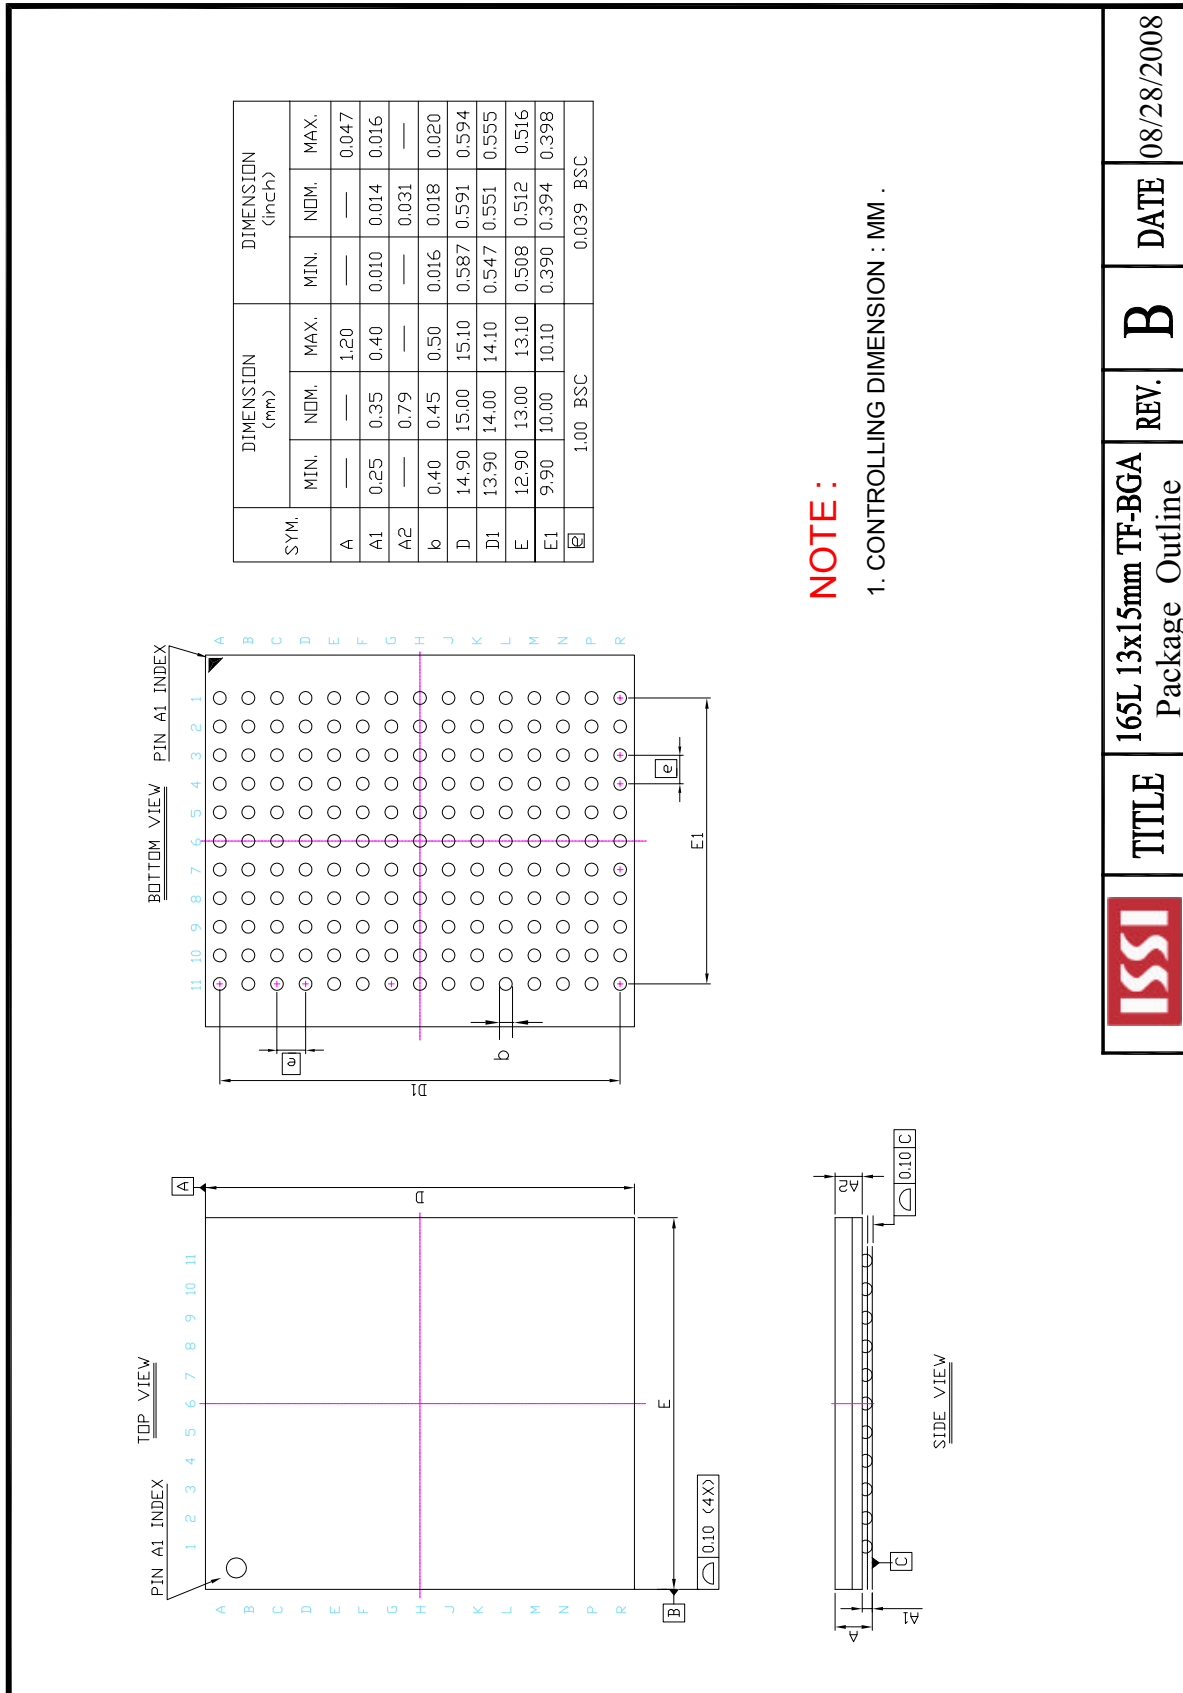 TOP VIEW
PIN A1 INDEX
1 2 3 4 5 6 7 8 9 10 11
A
B
C
D
E
F
G
H
J
K
L
M
N
P
R
A
D
E
B
0.10 (4X)
BOTTOM VIEW
PIN A1 INDEX
11 10 9 8 7 6 5 4 3 2 1
A
B
C
D
E
F
G
H
J
K
L
M
N
P
R
e
D1
b
e
E1
SYM. DIMENSION (mm) DIMENSION (inch)
MIN. NOM. MAX. MIN. NOM. MAX.
A — — 1.20 — — 0.047
A1 0.25 0.35 0.40 0.010 0.014 0.016
A2 — 0.79 — — 0.031 —
b 0.40 0.45 0.50 0.016 0.018 0.020
D 14.90 15.00 15.10 0.587 0.591 0.594
D1 13.90 14.00 14.10 0.547 0.551 0.555
E 12.90 13.00 13.10 0.508 0.512 0.516
E1 9.90 10.00 10.10 0.390 0.394 0.398
e 1.00 BSC 0.039 BSC
A
A1
C
A2
0.10 C
SIDE VIEW
NOTE :
1. CONTROLLING DIMENSION : MM .
ISSI
TITLE
165L 13x15mm TF-BGA
Package Outline
REV.
B
DATE
08/28/2008